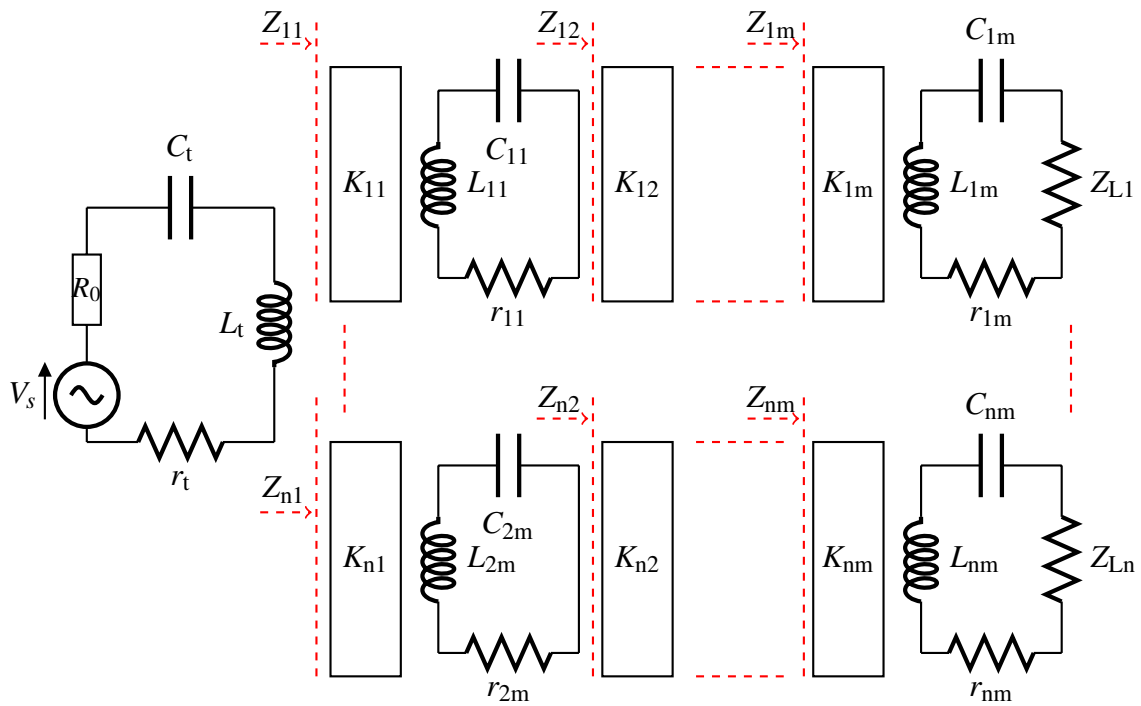 Z11
Z12
Z1m
C1m
Ct
K11
C11
L11
K12
K1m
L1m
ZL1
R0
Lt
r11
r1m
Vs
rt
Zn1
Zn2
Znm
Cnm
Kn1
C2m
L2m
Kn2
Knm
Lnm
ZLn
r2m
rnm